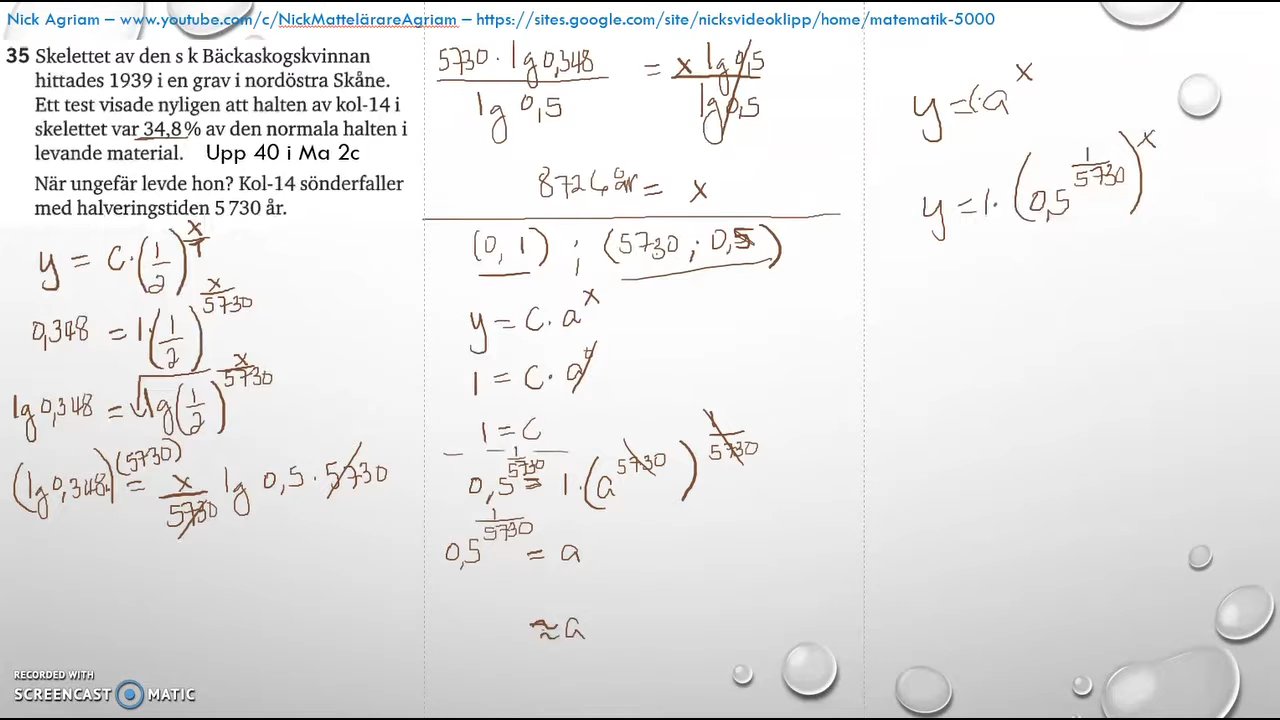 Nick Agriam – www.youtube.com/c/NickMattelärareAgriam – https://sites.google.com/site/nicksvideoklipp/home/matematik-5000
35 Skelettet av den s k Bäckaskogskvinnan
hittades 1939 i en grav i nordöstra Skåne.
Ett test visade nyligen att halten av kol-14 i
skelettet var 34,8% av den normala halten i
levande material. Upp 40 i Ma 2c
När ungefär levde hon? Kol-14 sönderfaller
med halveringstiden 5 730 år.
y = C·(1/2)^(x/T)
0,348 = 1·(1/2)^(x/5730)
lg 0,348 = lg(1/2)^(x/5730)
(lg 0,348)(5730) = x/5730 lg 0,5 · 5730
5730 · lg 0,348 / lg 0,5 = x lg 0,5 / lg 0,5
8726 år = x
(0, 1) ; (5730 ; 0,5)
y = C · a^x
1 = C · a^0
1 = C
0,5^(1/5730) = 1·(a^5730)^(1/5730)
0,5^(1/5730) = a
≈ a
y = C·a^x
y = 1·(0,5^(1/5730))^x
RECORDED WITH
SCREENCAST MATIC